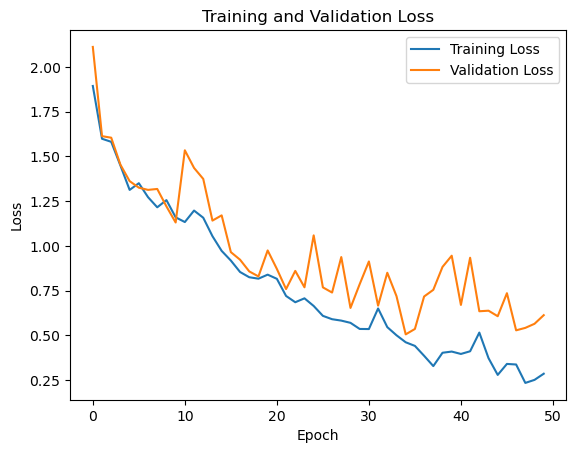 Training and Validation Loss
Training Loss
Validation Loss
2.00
1.75
1.50
1.25
1.00
0.75
0.50
0.25
Loss
0 10 20 30 40 50
Epoch